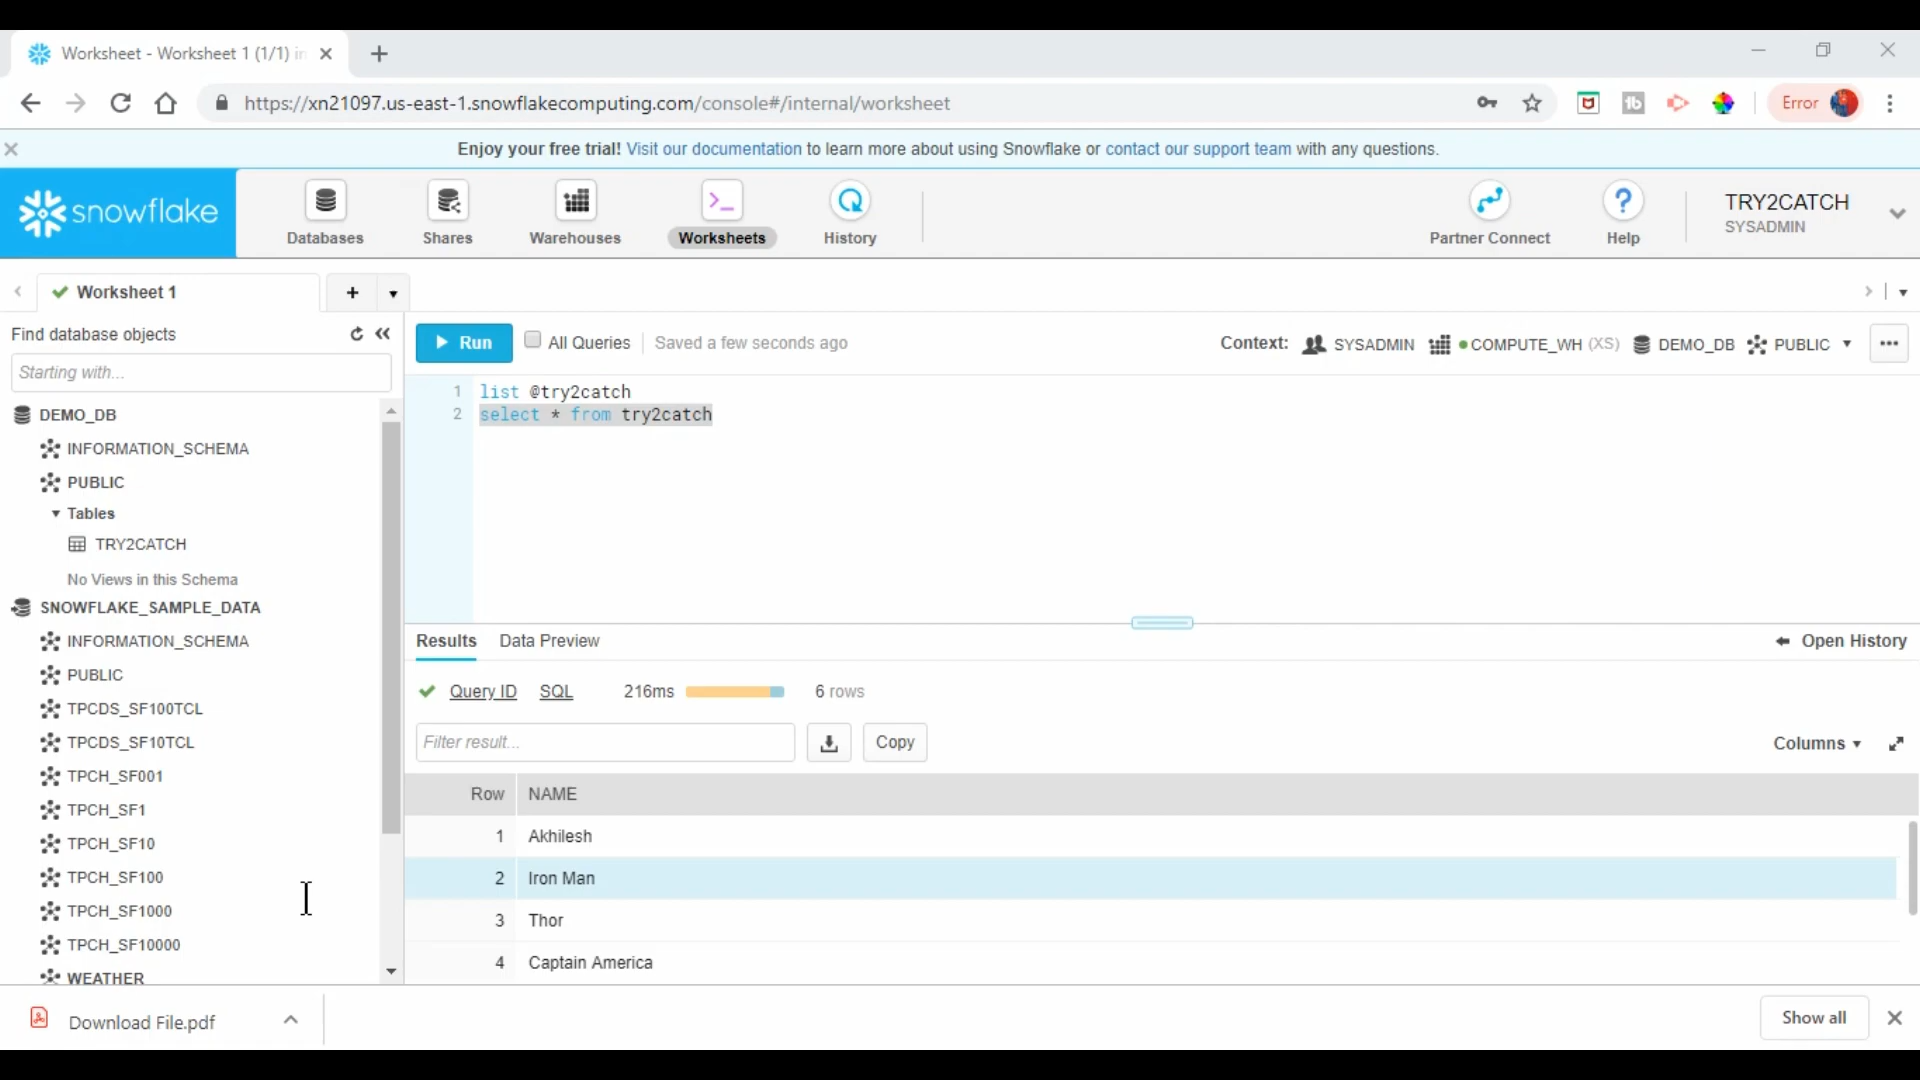 Worksheet - Worksheet 1 (1/1) in
https://xn21097.us-east-1.snowflakecomputing.com/console#/internal/worksheet
Error
Enjoy your free trial! Visit our documentation to learn more about using Snowflake or contact our support team with any questions.
snowflake
Databases
Shares
Warehouses
Worksheets
History
Partner Connect
Help
TRY2CATCH
SYSADMIN
Worksheet 1
Find database objects
Starting with...
Run
All Queries
Saved a few seconds ago
Context:
SYSADMIN
COMPUTE_WH (XS)
DEMO_DB
PUBLIC
1 list @try2catch
2 select * from try2catch
DEMO_DB
INFORMATION_SCHEMA
PUBLIC
Tables
TRY2CATCH
No Views in this Schema
SNOWFLAKE_SAMPLE_DATA
INFORMATION_SCHEMA
PUBLIC
TPCDS_SF100TCL
TPCDS_SF10TCL
TPCH_SF001
TPCH_SF1
TPCH_SF10
TPCH_SF100
TPCH_SF1000
TPCH_SF10000
WEATHER
Results
Data Preview
Open History
Query ID
SQL
216ms
6 rows
Filter result...
Copy
Columns
Row NAME
1 Akhilesh
2 Iron Man
3 Thor
4 Captain America
Download File.pdf
Show all